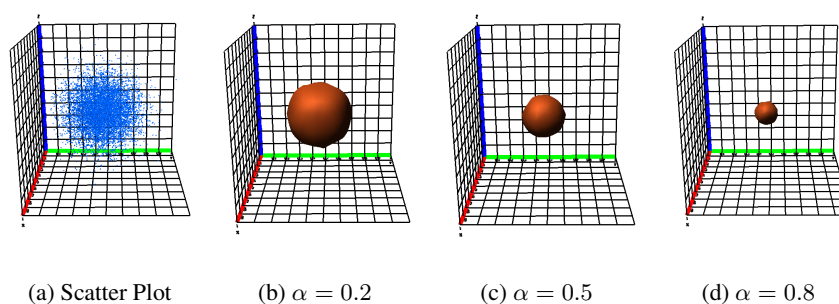 (a) Scatter Plot
(b) α = 0.2
(c) α = 0.5
(d) α = 0.8